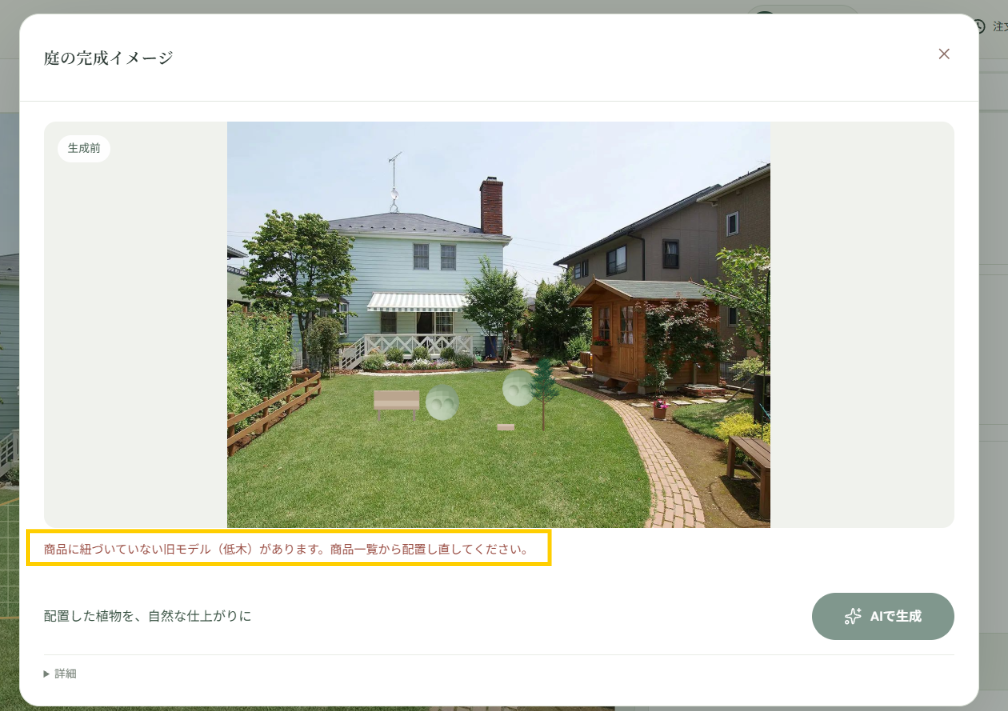 注文
庭の完成イメージ
生成前
商品に紐づいていない旧モデル（低木）があります。商品一覧から配置し直してください。
配置した植物を、自然な仕上がりに
AIで生成
詳細